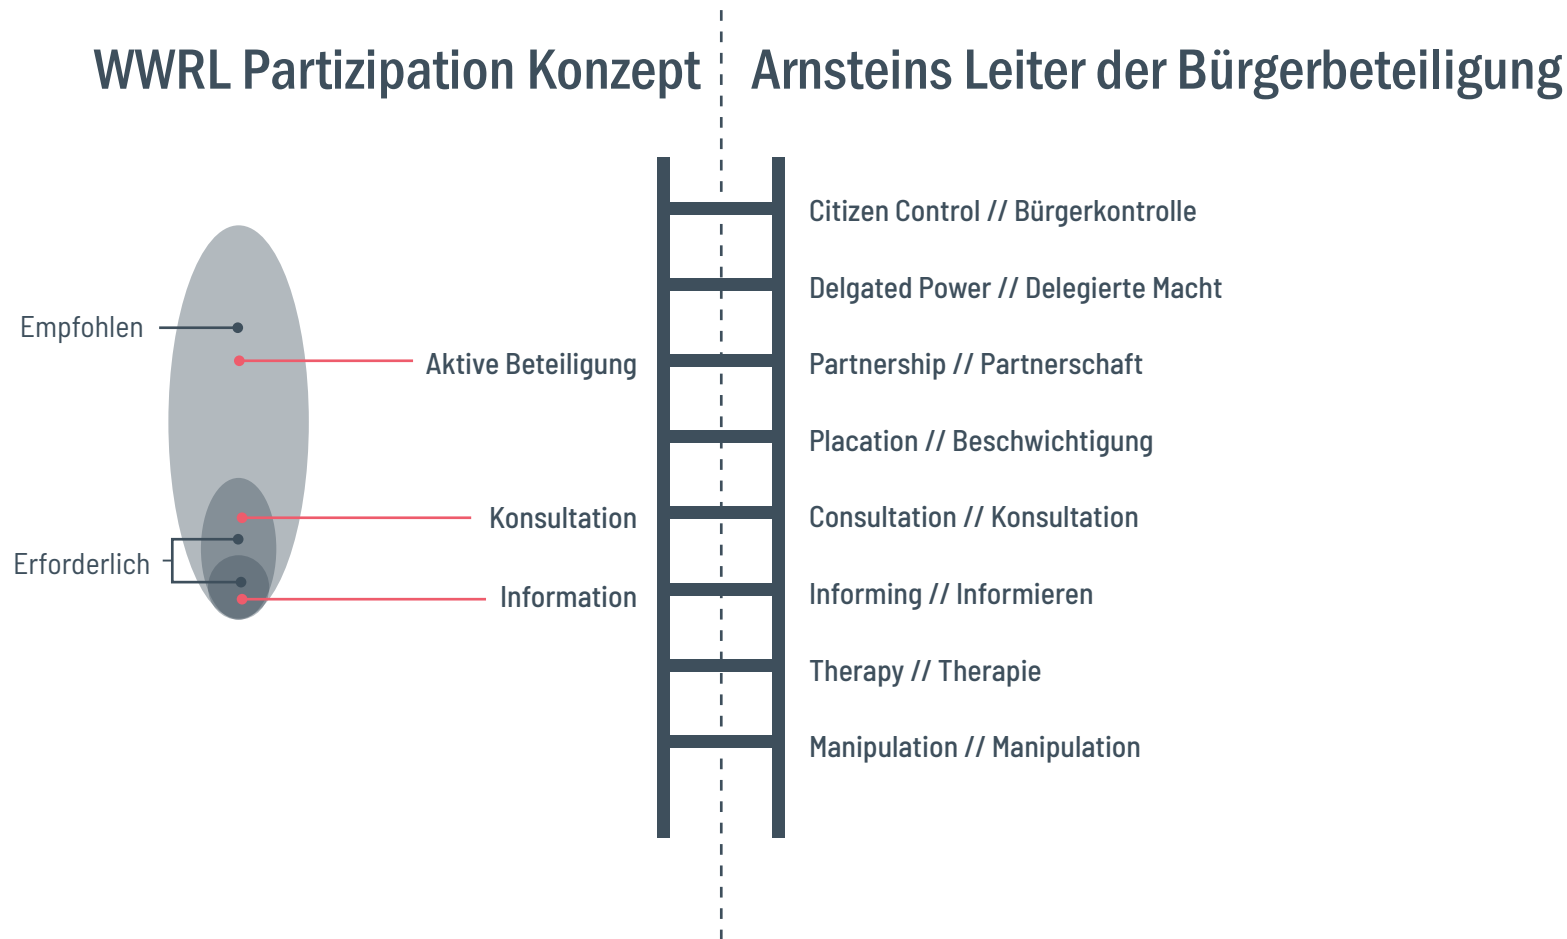 WWRL Partizipation Konzept
Arnsteins Leiter der Bürgerbeteiligung
Empfohlen
Aktive Beteiligung
Konsultation
Erforderlich
Information
Citizen Control // Bürgerkontrolle
Delgated Power // Delegierte Macht
Partnership // Partnerschaft
Placation // Beschwichtigung
Consultation // Konsultation
Informing // Informieren
Therapy // Therapie
Manipulation // Manipulation